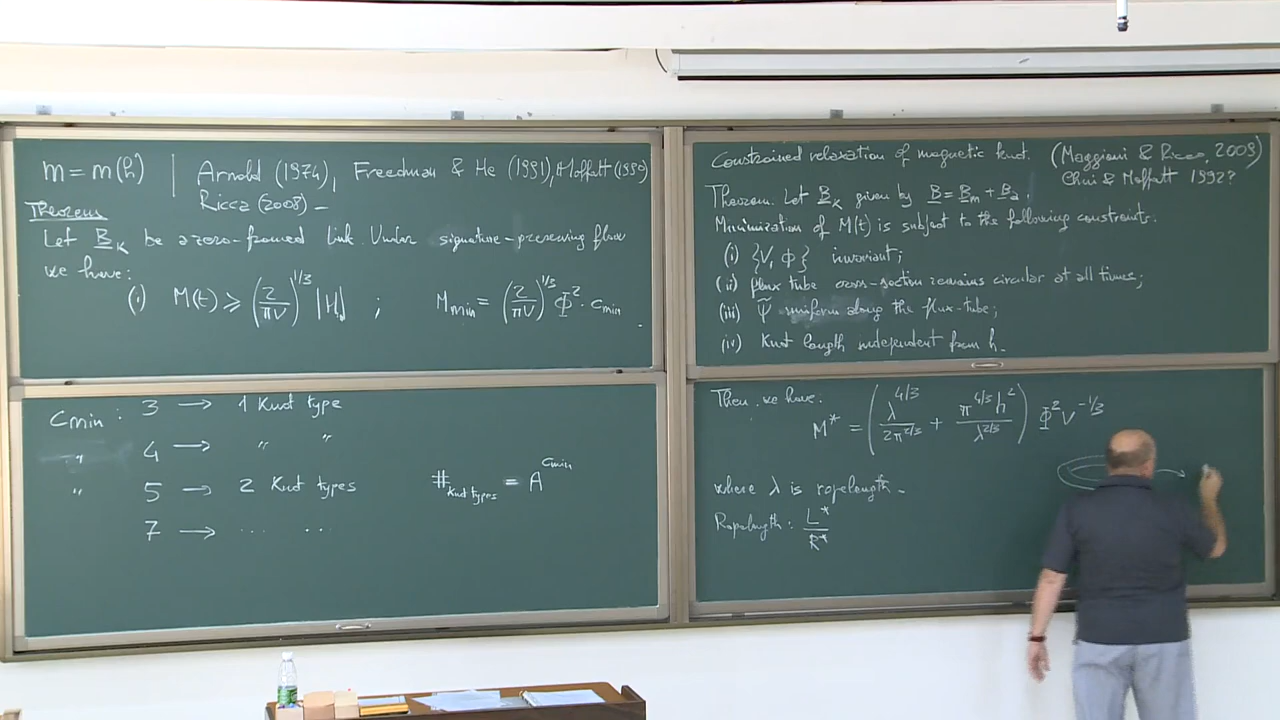 m = m(h) | Arnold (1974), Freedman & He (1991), Moffatt (1990)
Ricca (2008) –
Theorem
Let B_K be a zero-framed link. Under signature-preserving flux
we have:
(i) M(t) ⩾ (2/πV)^{1/3} |H| ; M_min = (2/πV)^{1/3} Φ² · c_min .
C min : 3 → 1 Knot type
" 4 → " "
" 5 → 2 Knot types #_{Knot types} = A^{C min}
7 → ... ..
Constrained relaxation of magnetic knot. (Maggioni & Ricca, 2009)
Chui & Moffatt 1992?
Theorem. Let B_K given by B = B_m + B_a.
Minimization of M(t) is subject to the following constraints.
(i) {V, Φ} invariant;
(ii) flux tube cross-section remains circular at all times;
(iii) Ψ̃ uniform along the flux-tube;
(iv) Knot length independent from h.
Then we have.
M* = (λ^{4/3}/2π^{2/3} + π^{4/3}h²/λ^{2/3}) Φ² V^{-1/3}
where λ is ropelength.
Ropelength : L*/R*